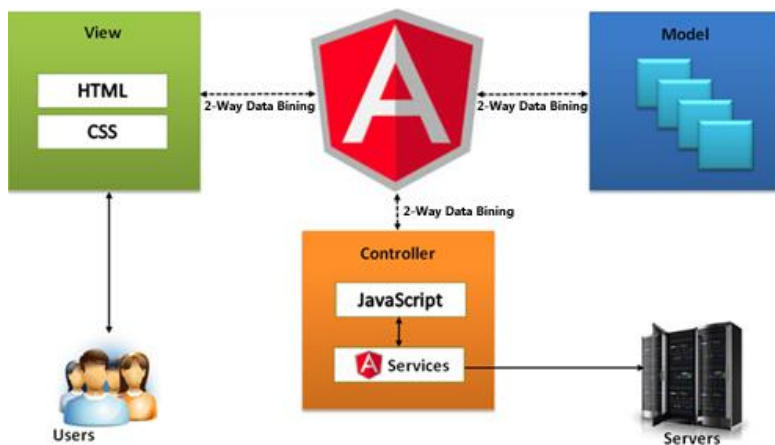 View
HTML
CSS
2-Way Data Bining
A
2-Way Data Bining
Model
2-Way Data Bining
Controller
JavaScript
A Services
Users
Servers